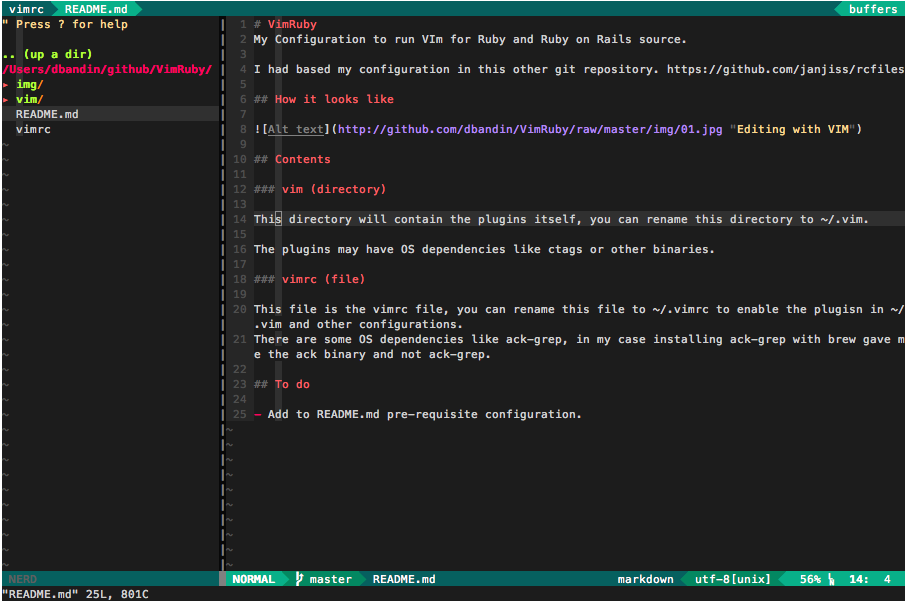 vimrc README.md buffers
" Press ? for help
.. (up a dir)
/Users/dbandin/github/VimRuby/
▸ img/
▸ vim/
README.md
vimrc
1 # VimRuby
2 My Configuration to run VIm for Ruby and Ruby on Rails source.
3
4 I had based my configuration in this other git repository. https://github.com/janjiss/rcfiles
5
6 ## How it looks like
7
8 ![Alt text](http://github.com/dbandin/VimRuby/raw/master/img/01.jpg "Editing with VIM")
9
10 ## Contents
11
12 ### vim (directory)
13
14 This directory will contain the plugins itself, you can rename this directory to ~/.vim.
15
16 The plugins may have OS dependencies like ctags or other binaries.
17
18 ### vimrc (file)
19
20 This file is the vimrc file, you can rename this file to ~/.vimrc to enable the plugisn in ~/
.vim and other configurations.
21 There are some OS dependencies like ack-grep, in my case installing ack-grep with brew gave m
e the ack binary and not ack-grep.
22
23 ## To do
24
25 - Add to README.md pre-requisite configuration.
NERD NORMAL master README.md markdown utf-8[unix] 56% LN 14: 4
"README.md" 25L, 801C